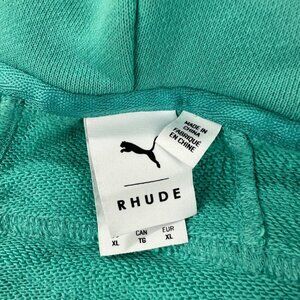 MADE IN
CHINA
FABRIQUÉ
EN CHINE
RHUDE
CAN
EUR
XL
TG
XL